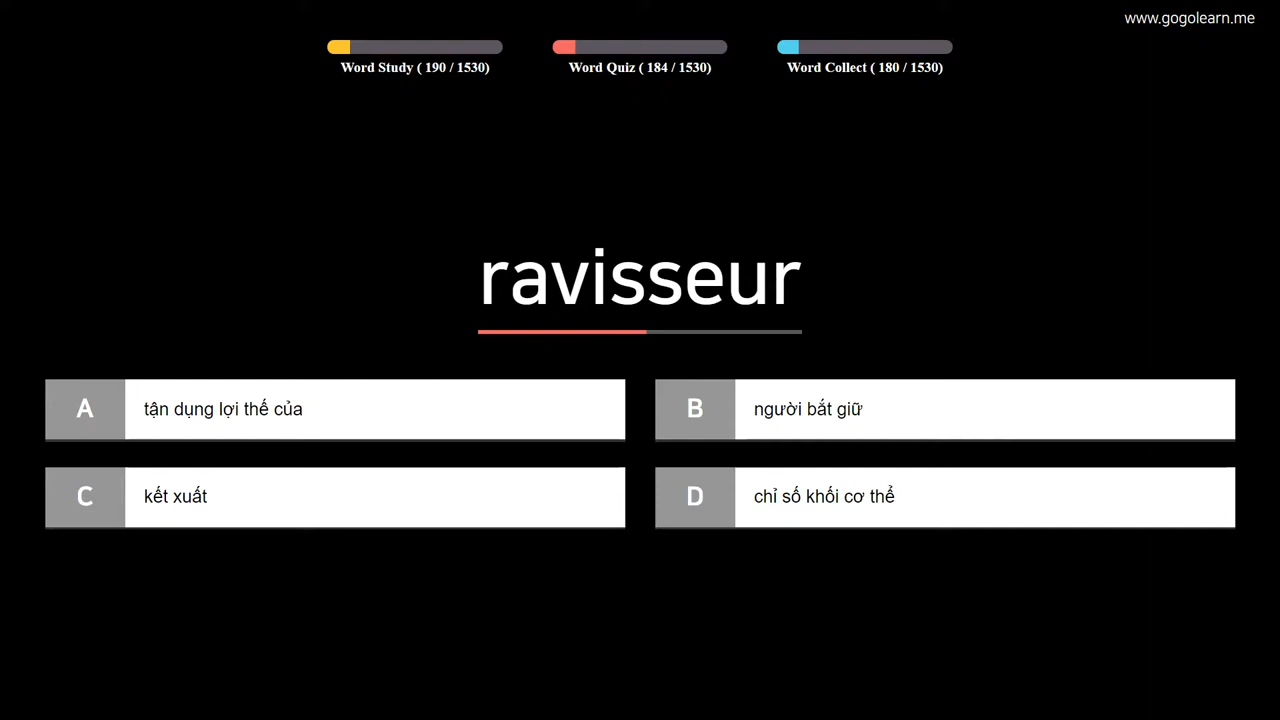 www.gogolearn.me
Word Study ( 190 / 1530)
Word Quiz ( 184 / 1530)
Word Collect ( 180 / 1530)
ravisseur
A tận dụng lợi thế của
B người bắt giữ
C kết xuất
D chỉ số khối cơ thể